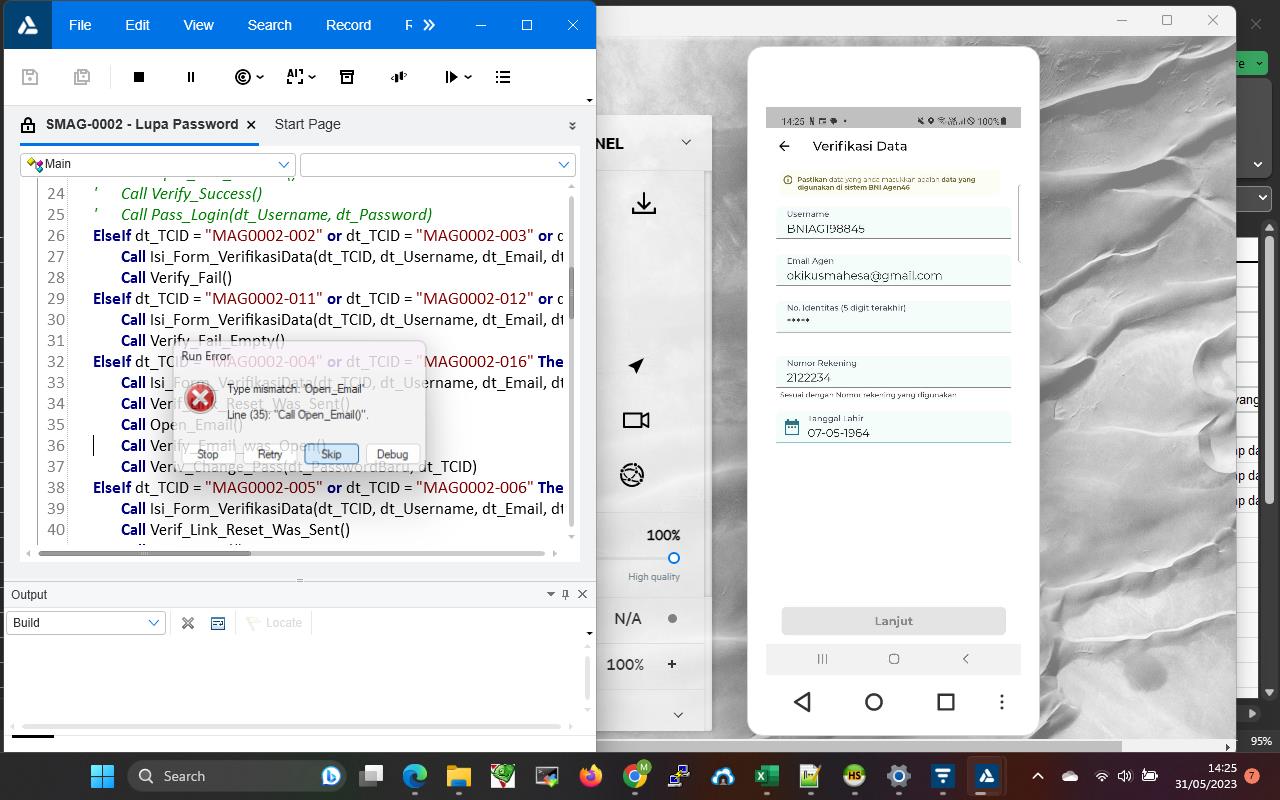 File Edit View Search Record
SMAG-0002 - Lupa Password
Start Page
Main
24 ' Call Verify_Success()
25 ' Call Pass_Login(dt_Username, dt_Password)
26 ElseIf dt_TCID = "MAG0002-002" or dt_TCID = "MAG0002-003" or d
27 Call Isi_Form_VerifikasiData(dt_TCID, dt_Username, dt_Email, dt
28 Call Verify_Fail()
29 ElseIf dt_TCID = "MAG0002-011" or dt_TCID = "MAG0002-012" or d
30 Call Isi_Form_VerifikasiData(dt_TCID, dt_Username, dt_Email, dt
31 Call Verify_Fail_Empty()
32 ElseIf dt_TCID = "MAG0002-004" or dt_TCID = "MAG0002-016" The
33 Call Isi_Form_VerifikasiData(dt_TCID, dt_Username, dt_Email, dt
34 Call Verif_Link_Reset_Was_Sent()
35 Call Open_Email()
36 Call Verify_Email_was_Open()
37 Call Verify_Change_Pass(dt_PasswordBaru, dt_TCID)
38 ElseIf dt_TCID = "MAG0002-005" or dt_TCID = "MAG0002-006" The
39 Call Isi_Form_VerifikasiData(dt_TCID, dt_Username, dt_Email, dt
40 Call Verif_Link_Reset_Was_Sent()
Run Error
Type mismatch: 'Open_Email'
Line (35): "Call Open_Email()".
Stop Retry Skip Debug
Output
Build
Locate
NEL
100%
High quality
N/A
100% +
14:25
100%
Verifikasi Data
Pastikan data yang anda masukkan adalah data yang
digunakan di sistem BNI Agen46
Username
BNIAG198845
Email Agen
okikusmahesa@gmail.com
No. Identitas (5 digit terakhir)
*****
Nomor Rekening
2122234
Sesuai dengan Nomor rekening yang digunakan
Tanggal Lahir
07-05-1964
Lanjut
re
yang
p da
p da
95%
Search
M
HS
14:25
31/05/2023
7